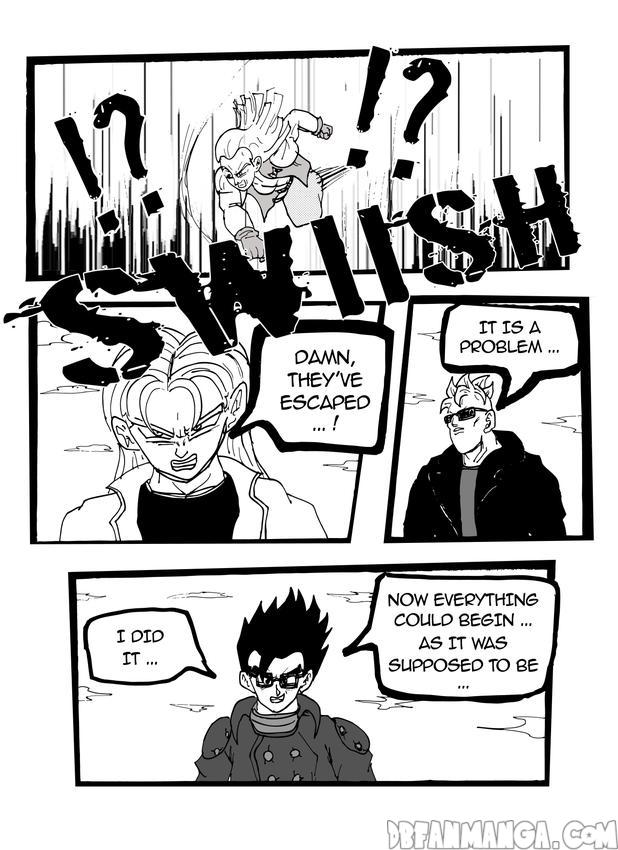 !?
!?
SWIISH
DAMN,
THEY'VE
ESCAPED
... !
IT IS A
PROBLEM ...
I DID
IT ...
NOW EVERYTHING
COULD BEGIN ...
AS IT WAS
SUPPOSED TO BE
...
DBFANMANGA.COM